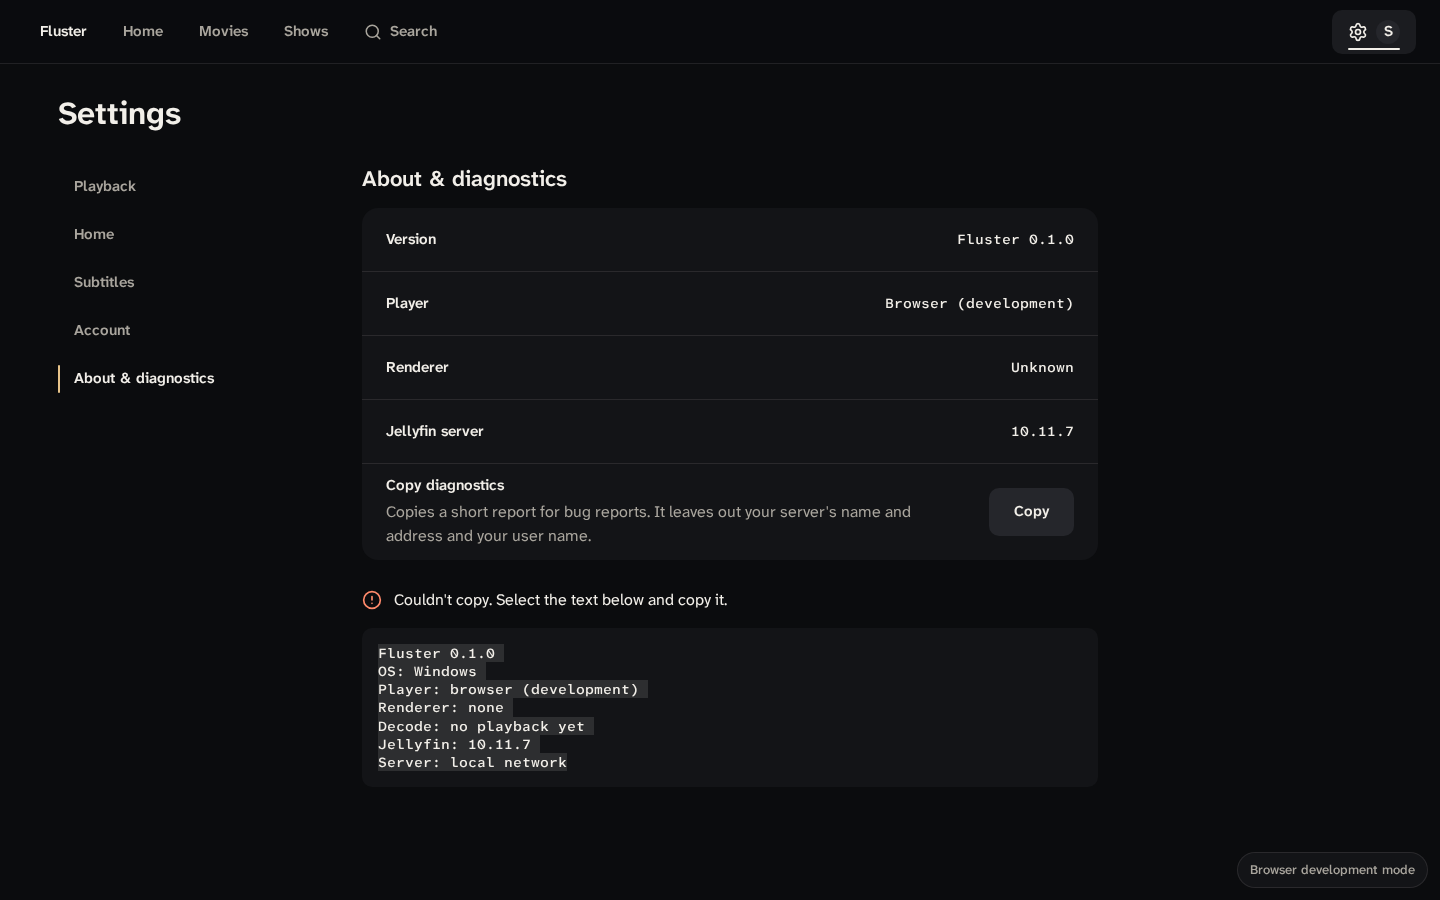 Fluster Home Movies Shows Search S
Settings
Playback
Home
Subtitles
Account
About & diagnostics
About & diagnostics
Version Fluster 0.1.0
Player Browser (development)
Renderer Unknown
Jellyfin server 10.11.7
Copy diagnostics
Copies a short report for bug reports. It leaves out your server's name and
address and your user name.
Copy
Couldn't copy. Select the text below and copy it.
Fluster 0.1.0
OS: Windows
Player: browser (development)
Renderer: none
Decode: no playback yet
Jellyfin: 10.11.7
Server: local network
Browser development mode